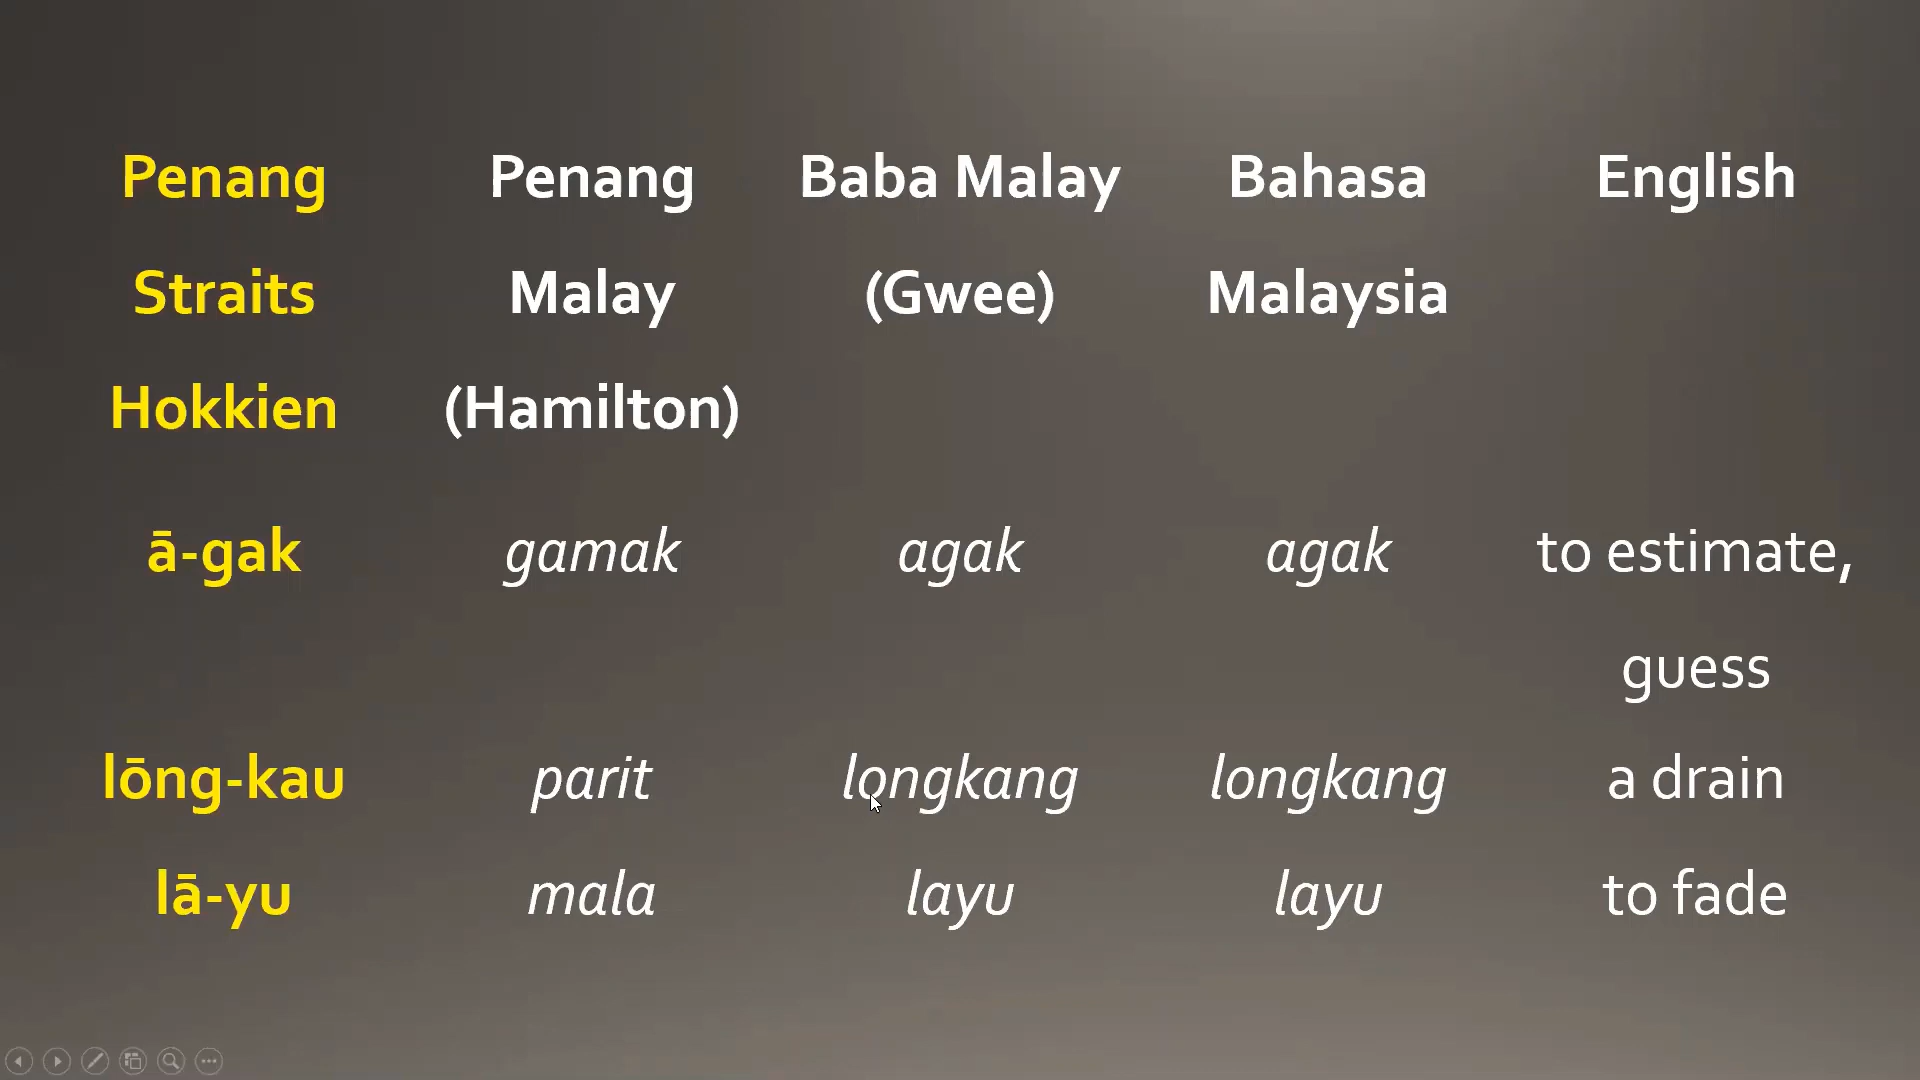 Penang Penang Baba Malay Bahasa English
Straits Malay (Gwee) Malaysia
Hokkien (Hamilton)
ā-gak gamak agak agak to estimate,
guess
lōng-kau parit longkang longkang a drain
lā-yu mala layu layu to fade